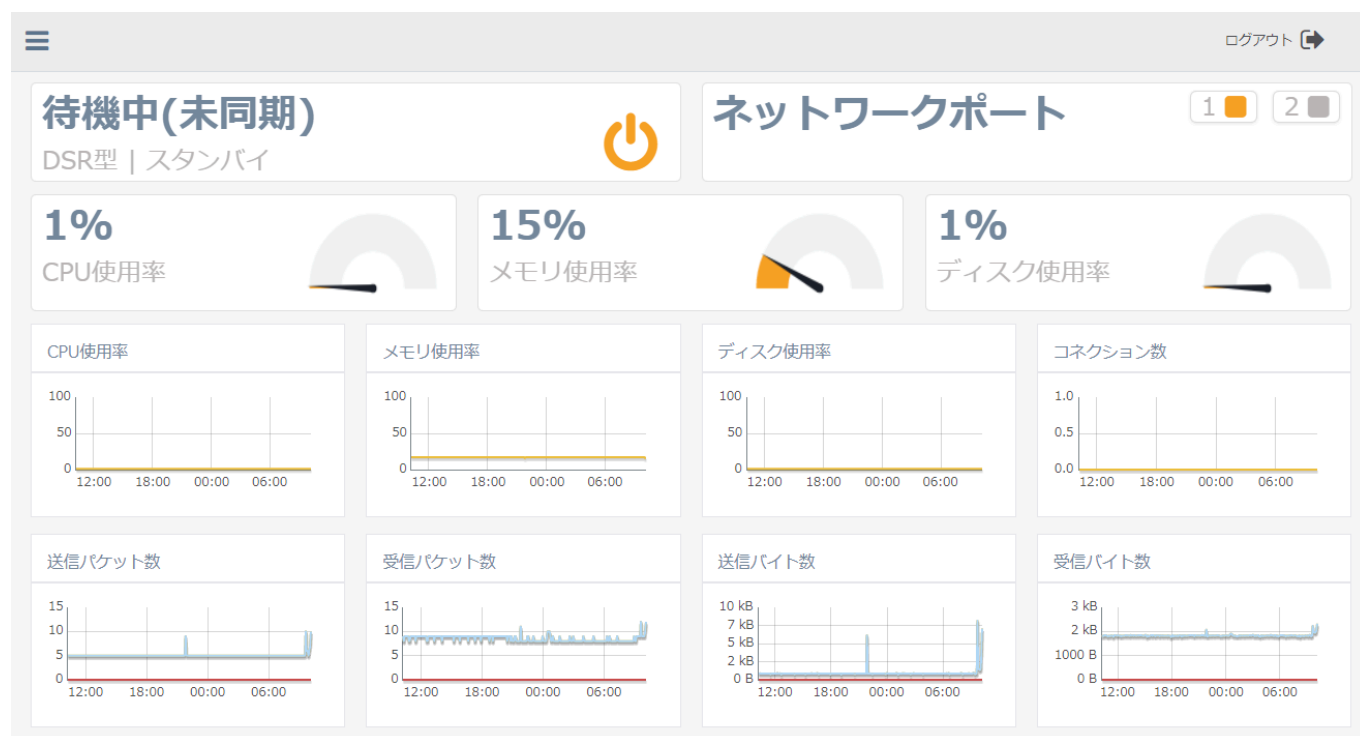 ログアウト
待機中(未同期)
DSR型 | スタンバイ
ネットワークポート
1
2
1%
CPU使用率
15%
メモリ使用率
1%
ディスク使用率
CPU使用率
100
50
0
12:00 18:00 00:00 06:00
メモリ使用率
100
50
0
12:00 18:00 00:00 06:00
ディスク使用率
100
50
0
12:00 18:00 00:00 06:00
コネクション数
1.0
0.5
0.0
12:00 18:00 00:00 06:00
送信パケット数
15
10
5
0
12:00 18:00 00:00 06:00
受信パケット数
15
10
5
0
12:00 18:00 00:00 06:00
送信バイト数
10 kB
7 kB
5 kB
2 kB
0 B
12:00 18:00 00:00 06:00
受信バイト数
3 kB
2 kB
1000 B
0 B
12:00 18:00 00:00 06:00